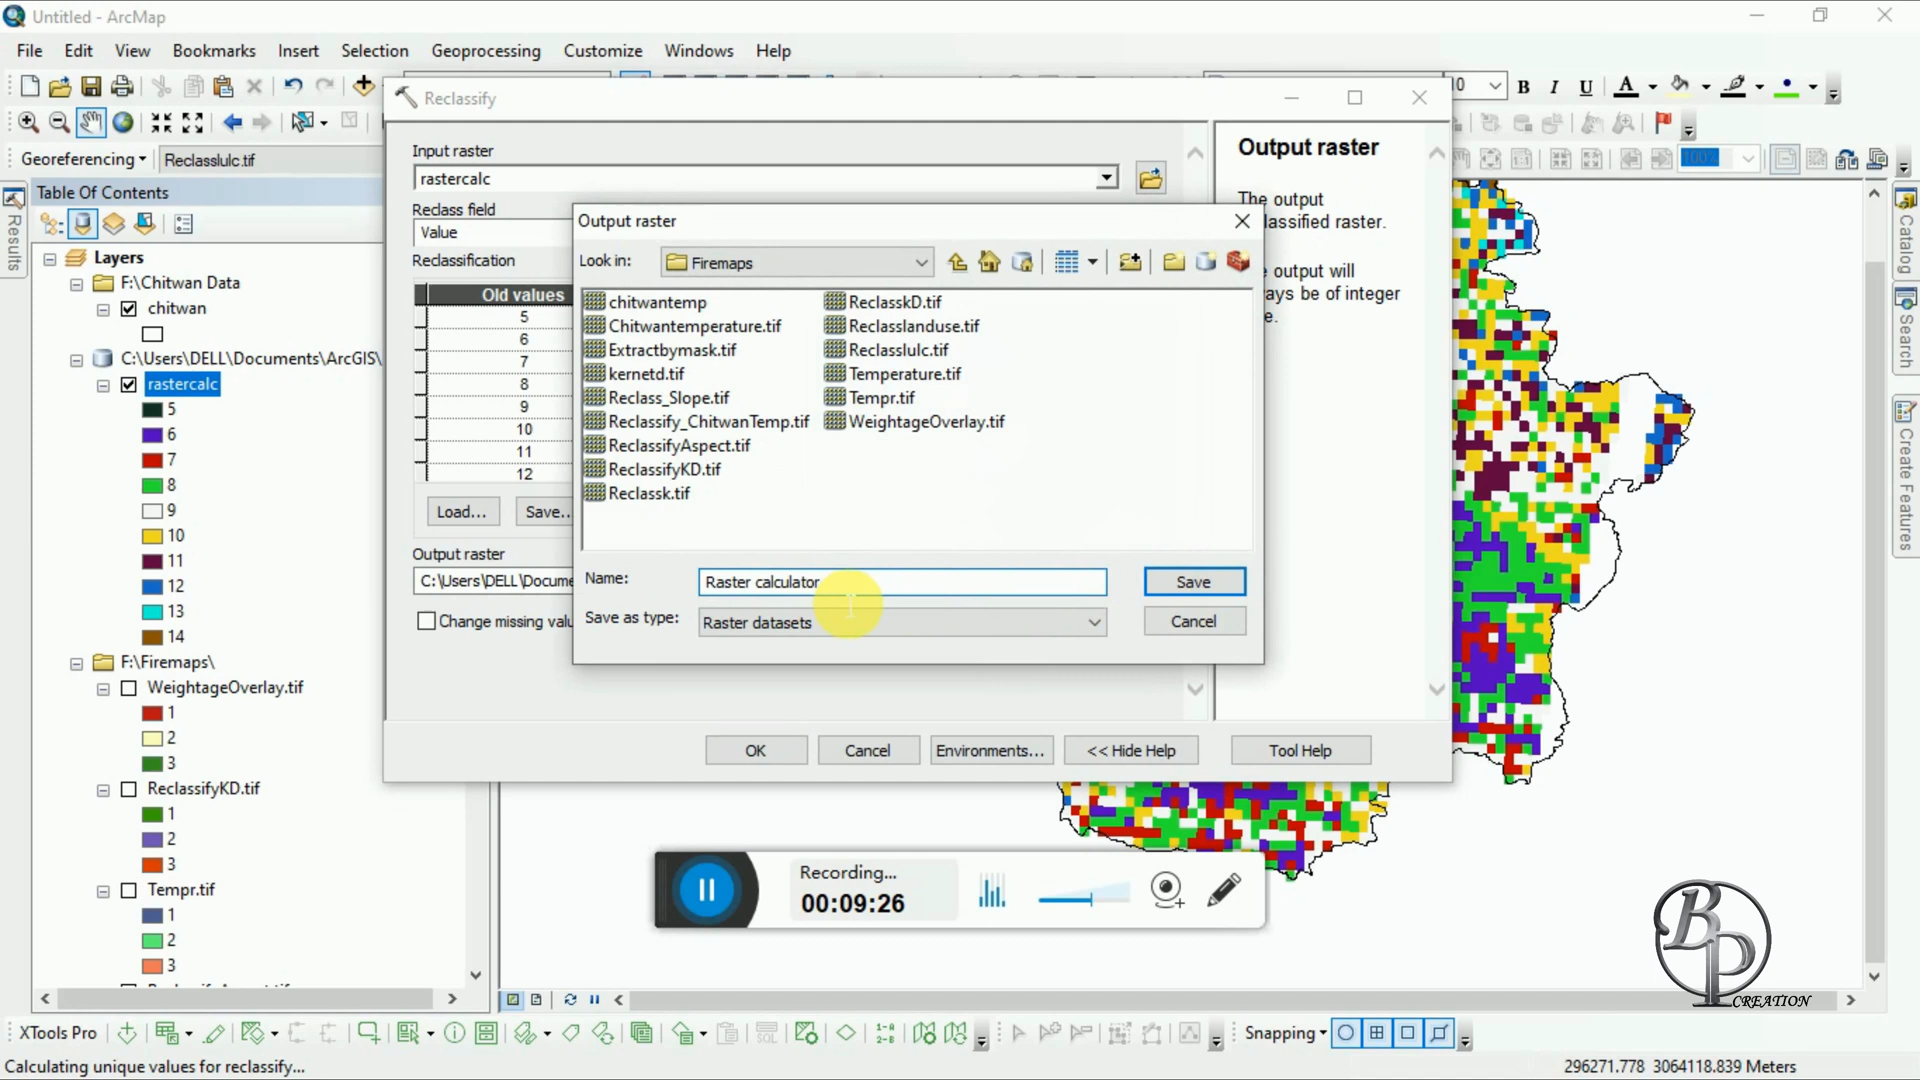 Untitled - ArcMap
File Edit View Bookmarks Insert Selection Geoprocessing Customize Windows Help
10 B I U A
Georeferencing Reclasslulc.tif
100%
Reclassify
Results
Table Of Contents
Layers
F:\Chitwan Data
chitwan
C:\Users\DELL\Documents\ArcGIS\
rastercalc
5
6
7
8
9
10
11
12
13
14
F:\Firemaps\
WeightageOverlay.tif
1
2
3
ReclassifyKD.tif
1
2
3
Tempr.tif
1
2
3
Input raster
rastercalc
Reclass field
Value
Reclassification
Old values
5
6
7
8
9
10
11
12
Load...
Save..
Output raster
C:\Users\DELL\Docume
Change missing valu
OK Cancel Environments... << Hide Help Tool Help
Output raster
The output
lassified raster.
output will
ays be of integer
e.
Output raster
Look in: Firemaps
chitwantemp
Chitwantemperature.tif
Extractbymask.tif
kernetd.tif
Reclass_Slope.tif
Reclassify_ChitwanTemp.tif
ReclassifyAspect.tif
ReclassifyKD.tif
Reclassk.tif
ReclasskD.tif
Reclasslanduse.tif
Reclasslulc.tif
Temperature.tif
Tempr.tif
WeightageOverlay.tif
Name: Raster calculator Save
Save as type: Raster datasets Cancel
Catalog
Search
Create Features
Recording...
00:09:26
BP CREATION
XTools Pro
SQL
Snapping
Calculating unique values for reclassify...
296271.778 3064118.839 Meters